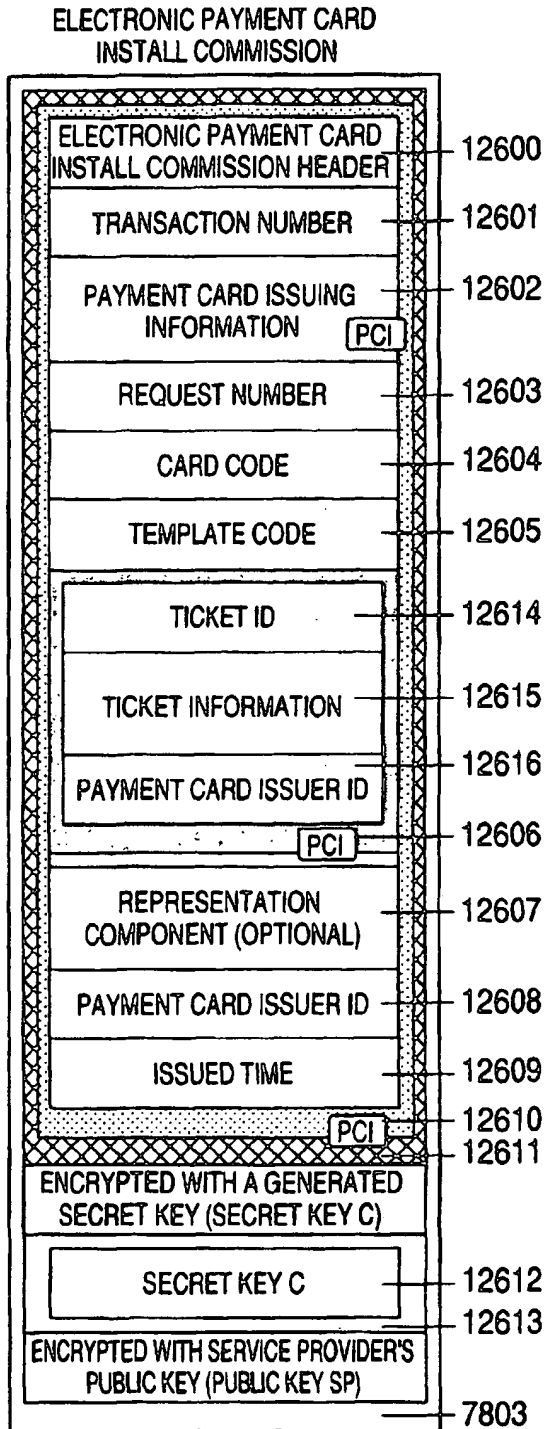 ELECTRONIC PAYMENT CARD
INSTALL COMMISSION
ELECTRONIC PAYMENT CARD
INSTALL COMMISSION HEADER
12600
TRANSACTION NUMBER
12601
PAYMENT CARD ISSUING
INFORMATION
12602
PCI
REQUEST NUMBER
12603
CARD CODE
12604
TEMPLATE CODE
12605
TICKET ID
12614
TICKET INFORMATION
12615
12616
PAYMENT CARD ISSUER ID
PCI
12606
REPRESENTATION
COMPONENT (OPTIONAL)
12607
PAYMENT CARD ISSUER ID
12608
ISSUED TIME
12609
PCI
12610
12611
ENCRYPTED WITH A GENERATED
SECRET KEY (SECRET KEY C)
SECRET KEY C
12612
12613
ENCRYPTED WITH SERVICE PROVIDER'S
PUBLIC KEY (PUBLIC KEY SP)
7803